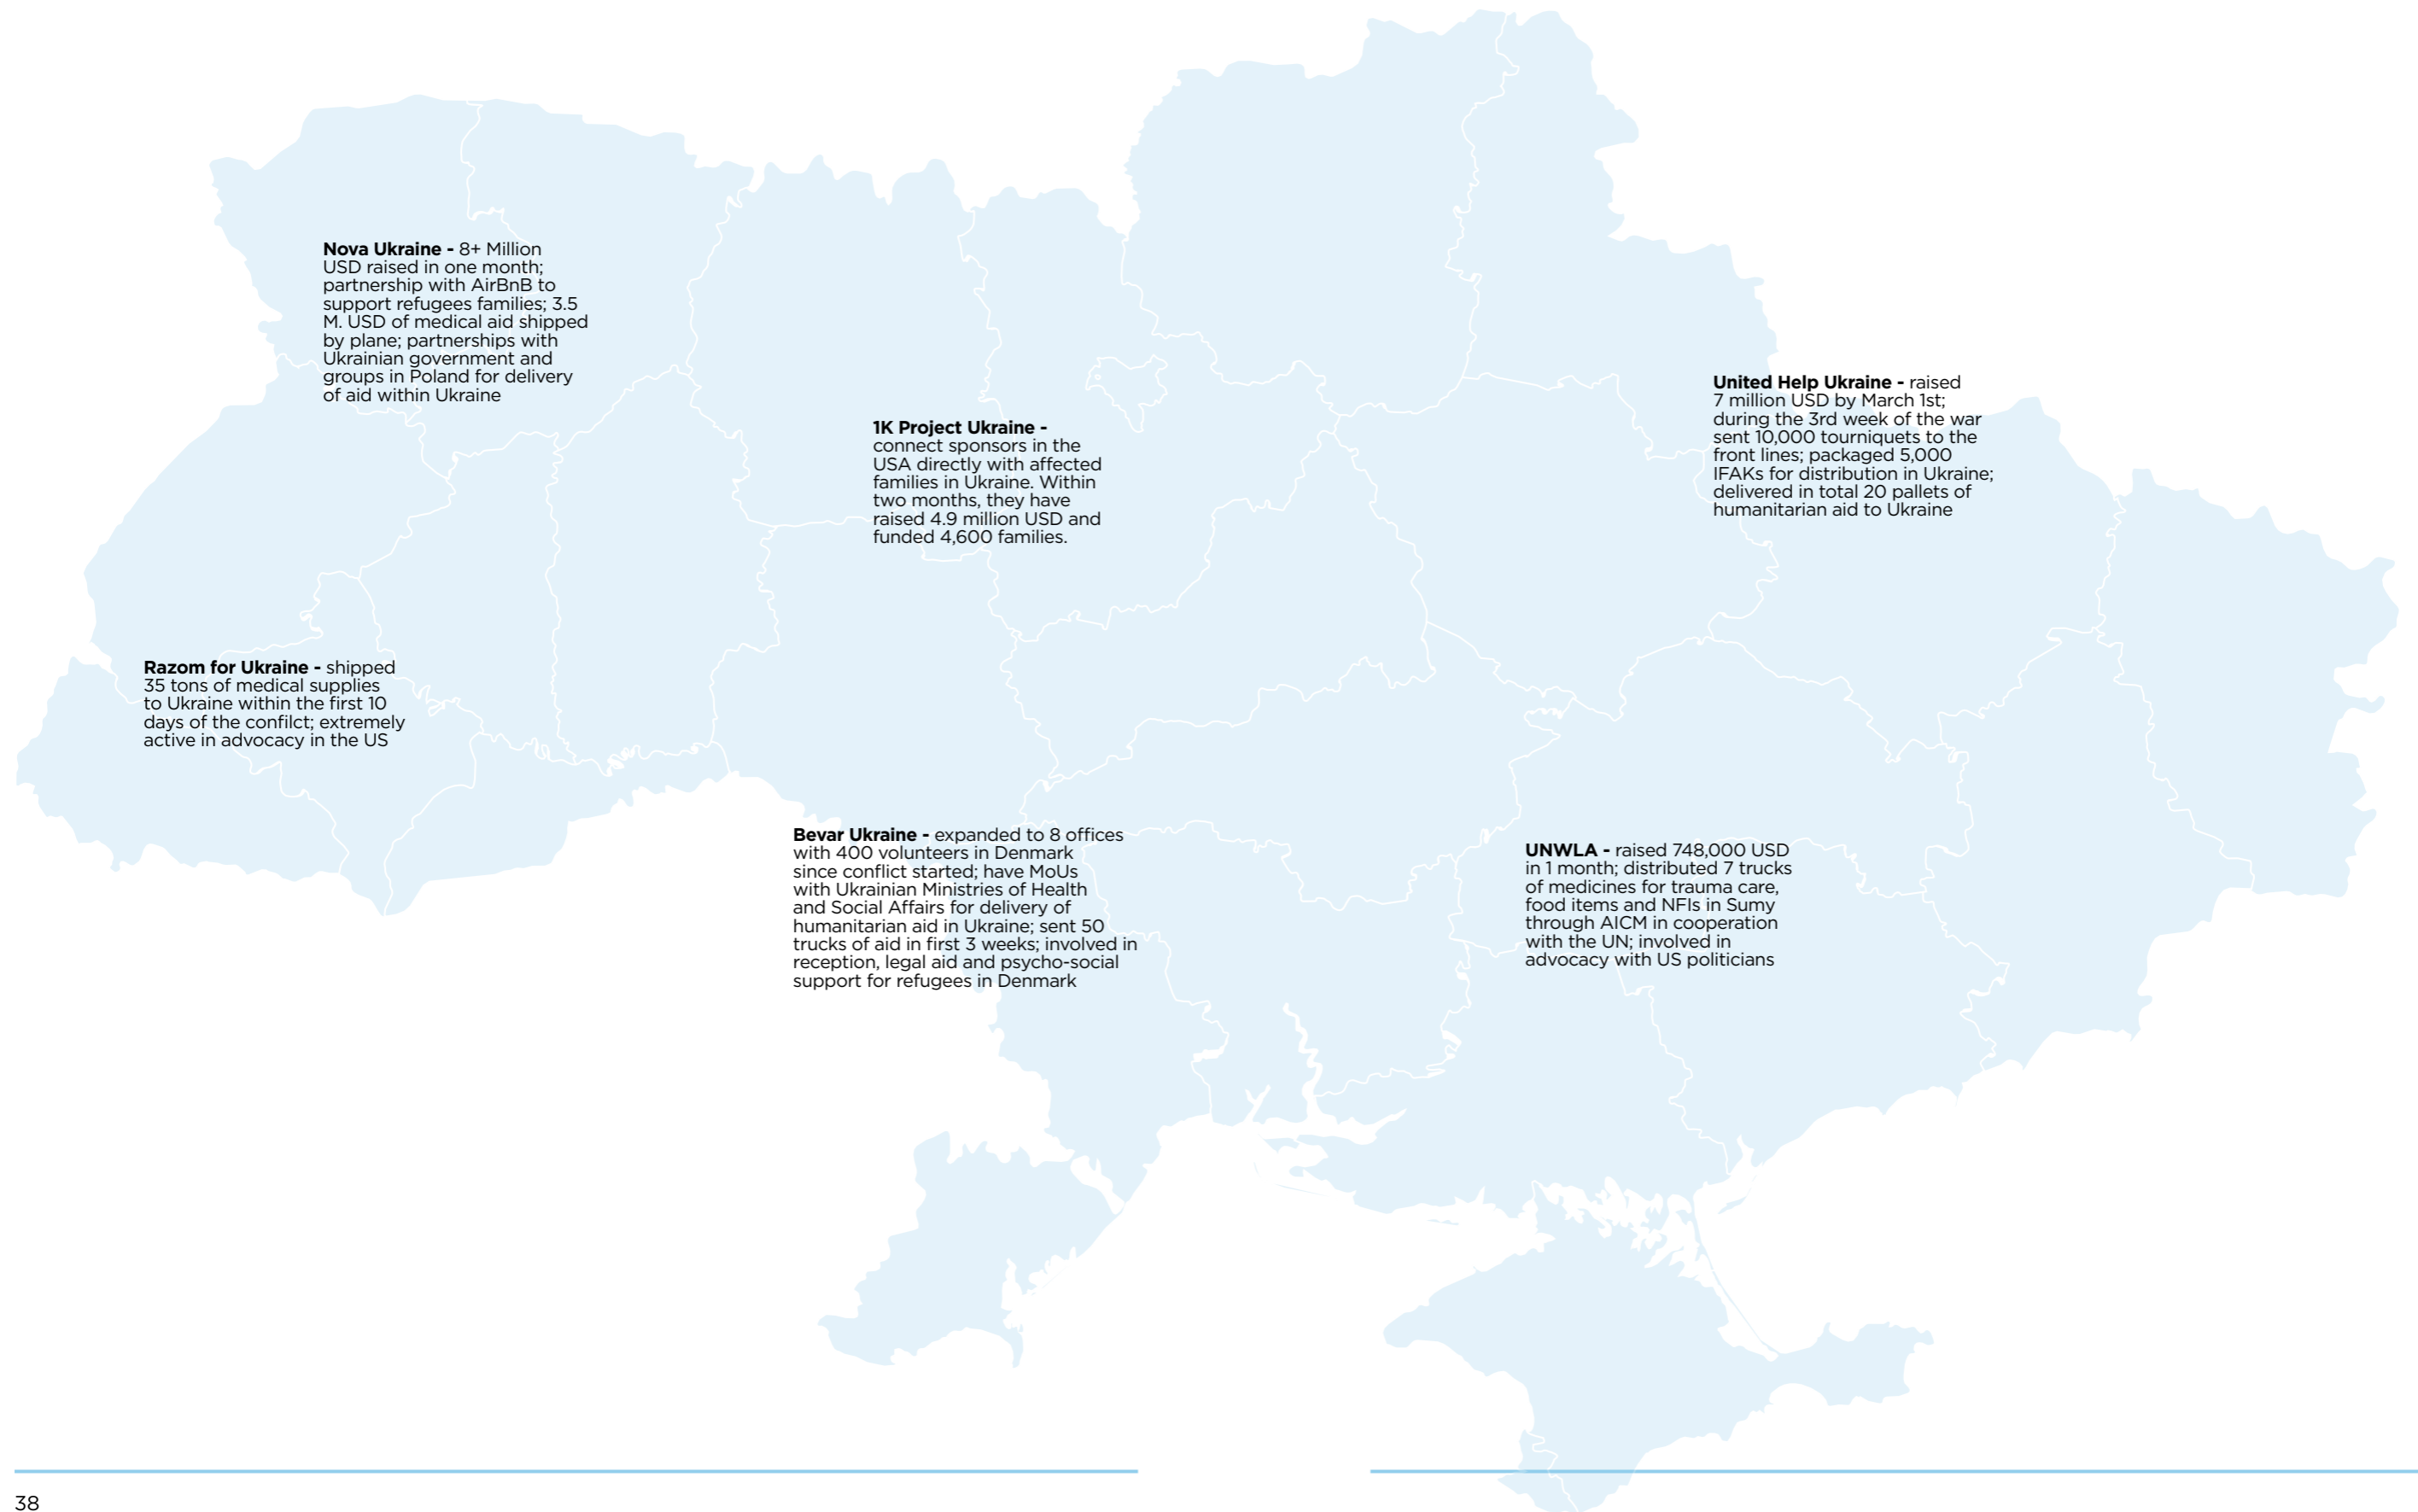 Nova Ukraine - 8+ Million
USD raised in one month;
partnership with AirBnB to
support refugees families; 3.5
M. USD of medical aid shipped
by plane; partnerships with
Ukrainian government and
groups in Poland for delivery
of aid within Ukraine
United Help Ukraine - raised
7 million USD by March 1st;
during the 3rd week of the war
sent 10,000 tourniquets to the
front lines; packaged 5,000
IFAKs for distribution in Ukraine;
delivered in total 20 pallets of
humanitarian aid to Ukraine
1K Project Ukraine -
connect sponsors in the
USA directly with affected
families in Ukraine. Within
two months, they have
raised 4.9 million USD and
funded 4,600 families.
Razom for Ukraine - shipped
35 tons of medical supplies
to Ukraine within the first 10
days of the confilct; extremely
active in advocacy in the US
Bevar Ukraine - expanded to 8 offices
with 400 volunteers in Denmark
since conflict started; have MoUs
with Ukrainian Ministries of Health
and Social Affairs for delivery of
humanitarian aid in Ukraine; sent 50
trucks of aid in first 3 weeks; involved in
reception, legal aid and psycho-social
support for refugees in Denmark
UNWLA - raised 748,000 USD
in 1 month; distributed 7 trucks
of medicines for trauma care,
food items and NFIs in Sumy
through AICM in cooperation
with the UN; involved in
advocacy with US politicians
38